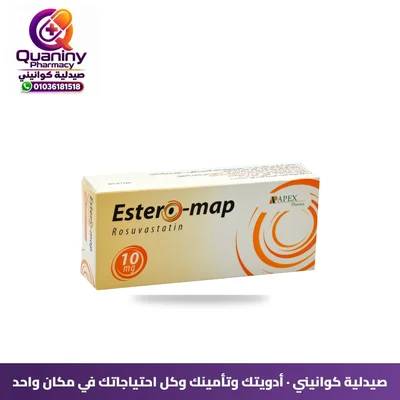 Quaniny
Pharmacy
صيدلية كوانيني
01036181518
Estero-map
Rosuvastatin
10
mg
APEX
Pharma
صيدلية كوانيني - أدويتك وتأمينك وكل احتياجاتك في مكان واحد